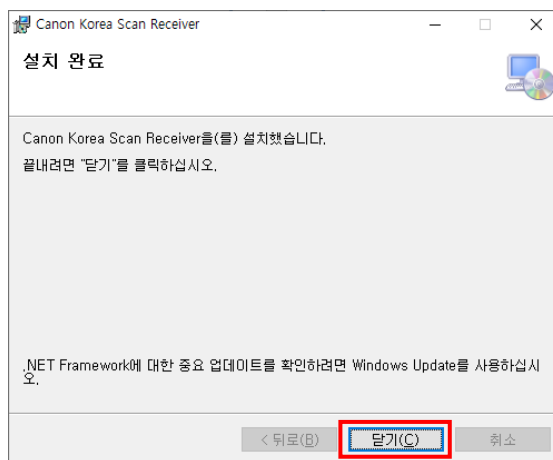 Canon Korea Scan Receiver
설치 완료
Canon Korea Scan Receiver을(를) 설치했습니다.
끝내려면 "닫기"를 클릭하십시오.
.NET Framework에 대한 중요 업데이트를 확인하려면 Windows Update를 사용하십시
오.
< 뒤로(B) 닫기(C) 취소